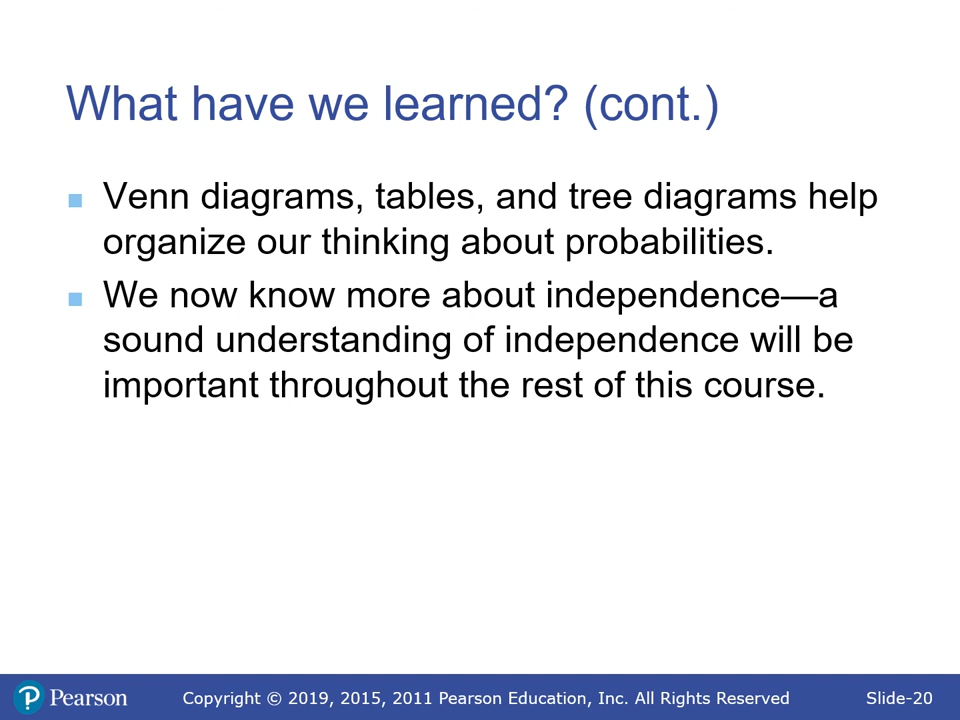 What have we learned? (cont.)
Venn diagrams, tables, and tree diagrams help
organize our thinking about probabilities.
We now know more about independence—a
sound understanding of independence will be
important throughout the rest of this course.
Pearson
Copyright © 2019, 2015, 2011 Pearson Education, Inc. All Rights Reserved
Slide-20